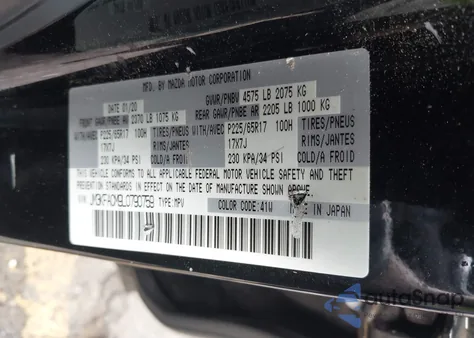 MFD. BY MAZDA MOTOR CORPORATION
DATE 01/20 GVWR/PNBV 4575 LB 2075 KG
FRONT GAWR/PNBE AV 2370 LB 1075 KG REAR GAWR/PNBE AR 2205 LB 1000 KG
WITH/AVEC P225/65R17 100H TIRES/PNEUS WITH/AVEC P225/65R17 100H TIRES/PNEUS
17X7J RIMS/JANTES 17X7J RIMS/JANTES
230 KPA/34 PSI COLD/A FROID 230 KPA/34 PSI COLD/A FROID
THIS VEHICLE CONFORMS TO ALL APPLICABLE FEDERAL MOTOR VEHICLE SAFETY AND THEFT
PREVENTION STANDARDS IN EFFECT ON THE DATE OF MANUFACTURE SHOWN ABOVE.
JM3KFACM9L0790759 TYPE:MPV COLOR CODE:41W MADE IN JAPAN
AutoSnap